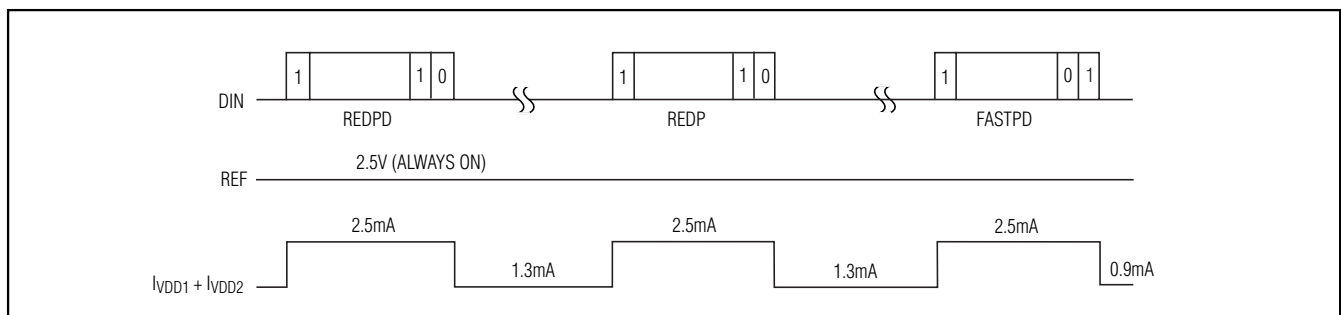 1 1 0 1 1 0 1 0 1
DIN
REDPD REDP FASTPD
2.5V (ALWAYS ON)
REF
2.5mA 2.5mA 2.5mA
1.3mA 1.3mA 0.9mA
IVDD1 + IVDD2